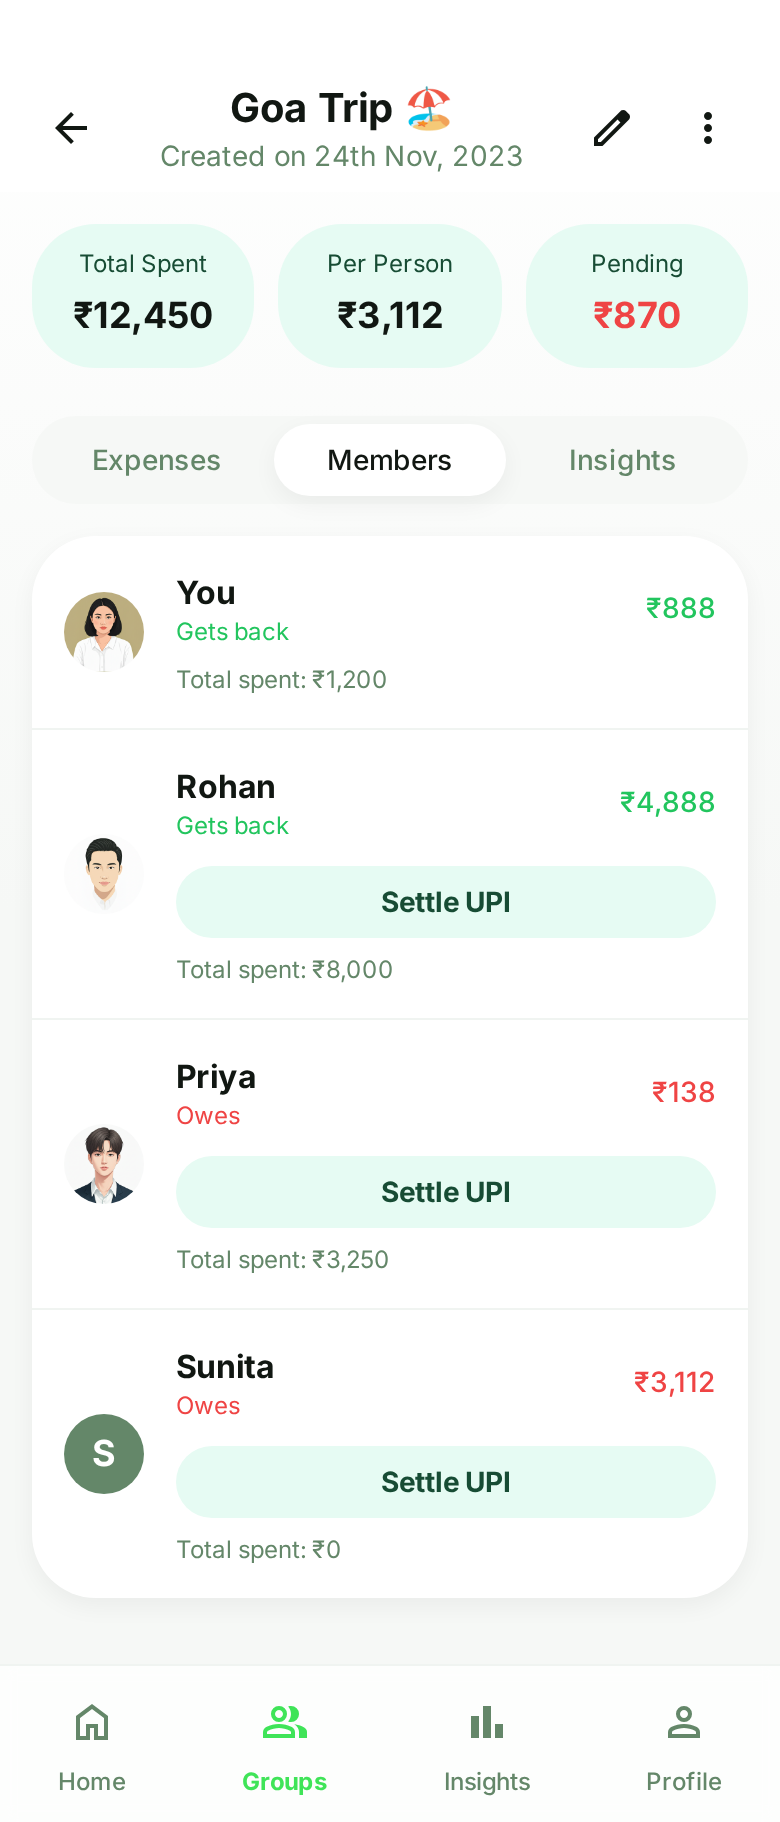 Goa Trip 🏖️
Created on 24th Nov, 2023
Total Spent
₹12,450
Per Person
₹3,112
Pending
₹870
Expenses
Members
Insights
You
Gets back
₹888
Total spent: ₹1,200
Rohan
Gets back
₹4,888
Settle UPI
Total spent: ₹8,000
Priya
Owes
₹138
Settle UPI
Total spent: ₹3,250
S
Sunita
Owes
₹3,112
Settle UPI
Total spent: ₹0
Home
Groups
Insights
Profile